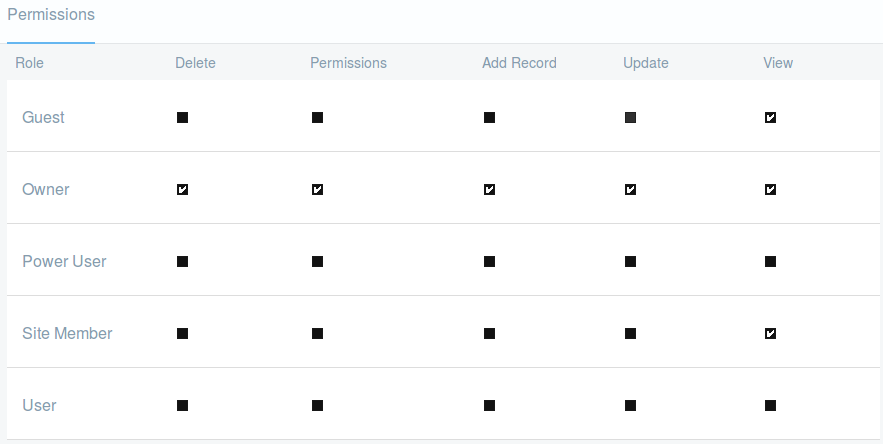 Permissions
Role Delete Permissions Add Record Update View
Guest
Owner
Power User
Site Member
User